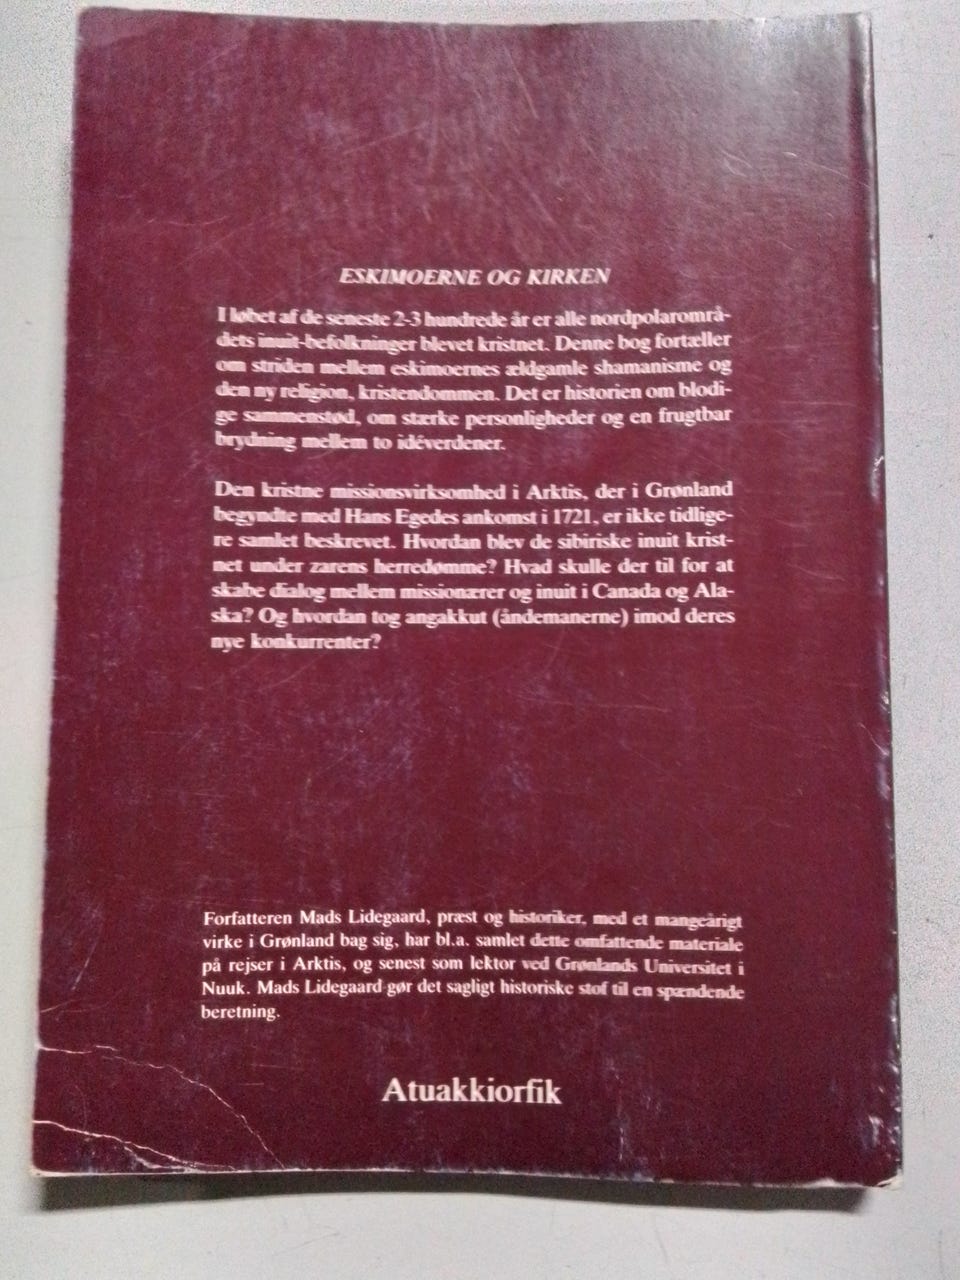 ESKIMOERNE OG KIRKEN
I løbet af de seneste 2-3 hundrede år er alle nordpolarområ-
dets inuit-befolkninger blevet kristnet. Denne bog fortæller
om striden mellem eskimoernes ældgamle shamanisme og
den ny religion, kristendommen. Det er historien om blodi-
ge sammenstød, om stærke personligheder og en frugtbar
brydning mellem to idéverdener.
Den kristne missionsvirksomhed i Arktis, der i Grønland
begyndte med Hans Egedes ankomst i 1721, er ikke tidlige-
re samlet beskrevet. Hvordan blev de sibiriske inuit krist-
net under zarens herredømme? Hvad skulle der til for at
skabe dialog mellem missionærer og inuit i Canada og Ala-
ska? Og hvordan tog angakkut (åndemanerne) imod deres
nye konkurrenter?
Forfatteren Mads Lidegaard, præst og historiker, med et mangeårigt
virke i Grønland bag sig, har bl.a. samlet dette omfattende materiale
på rejser i Arktis, og senest som lektor ved Grønlands Universitet i
Nuuk. Mads Lidegaard gør det sagligt historiske stof til en spændende
beretning.
Atuakkiorfik